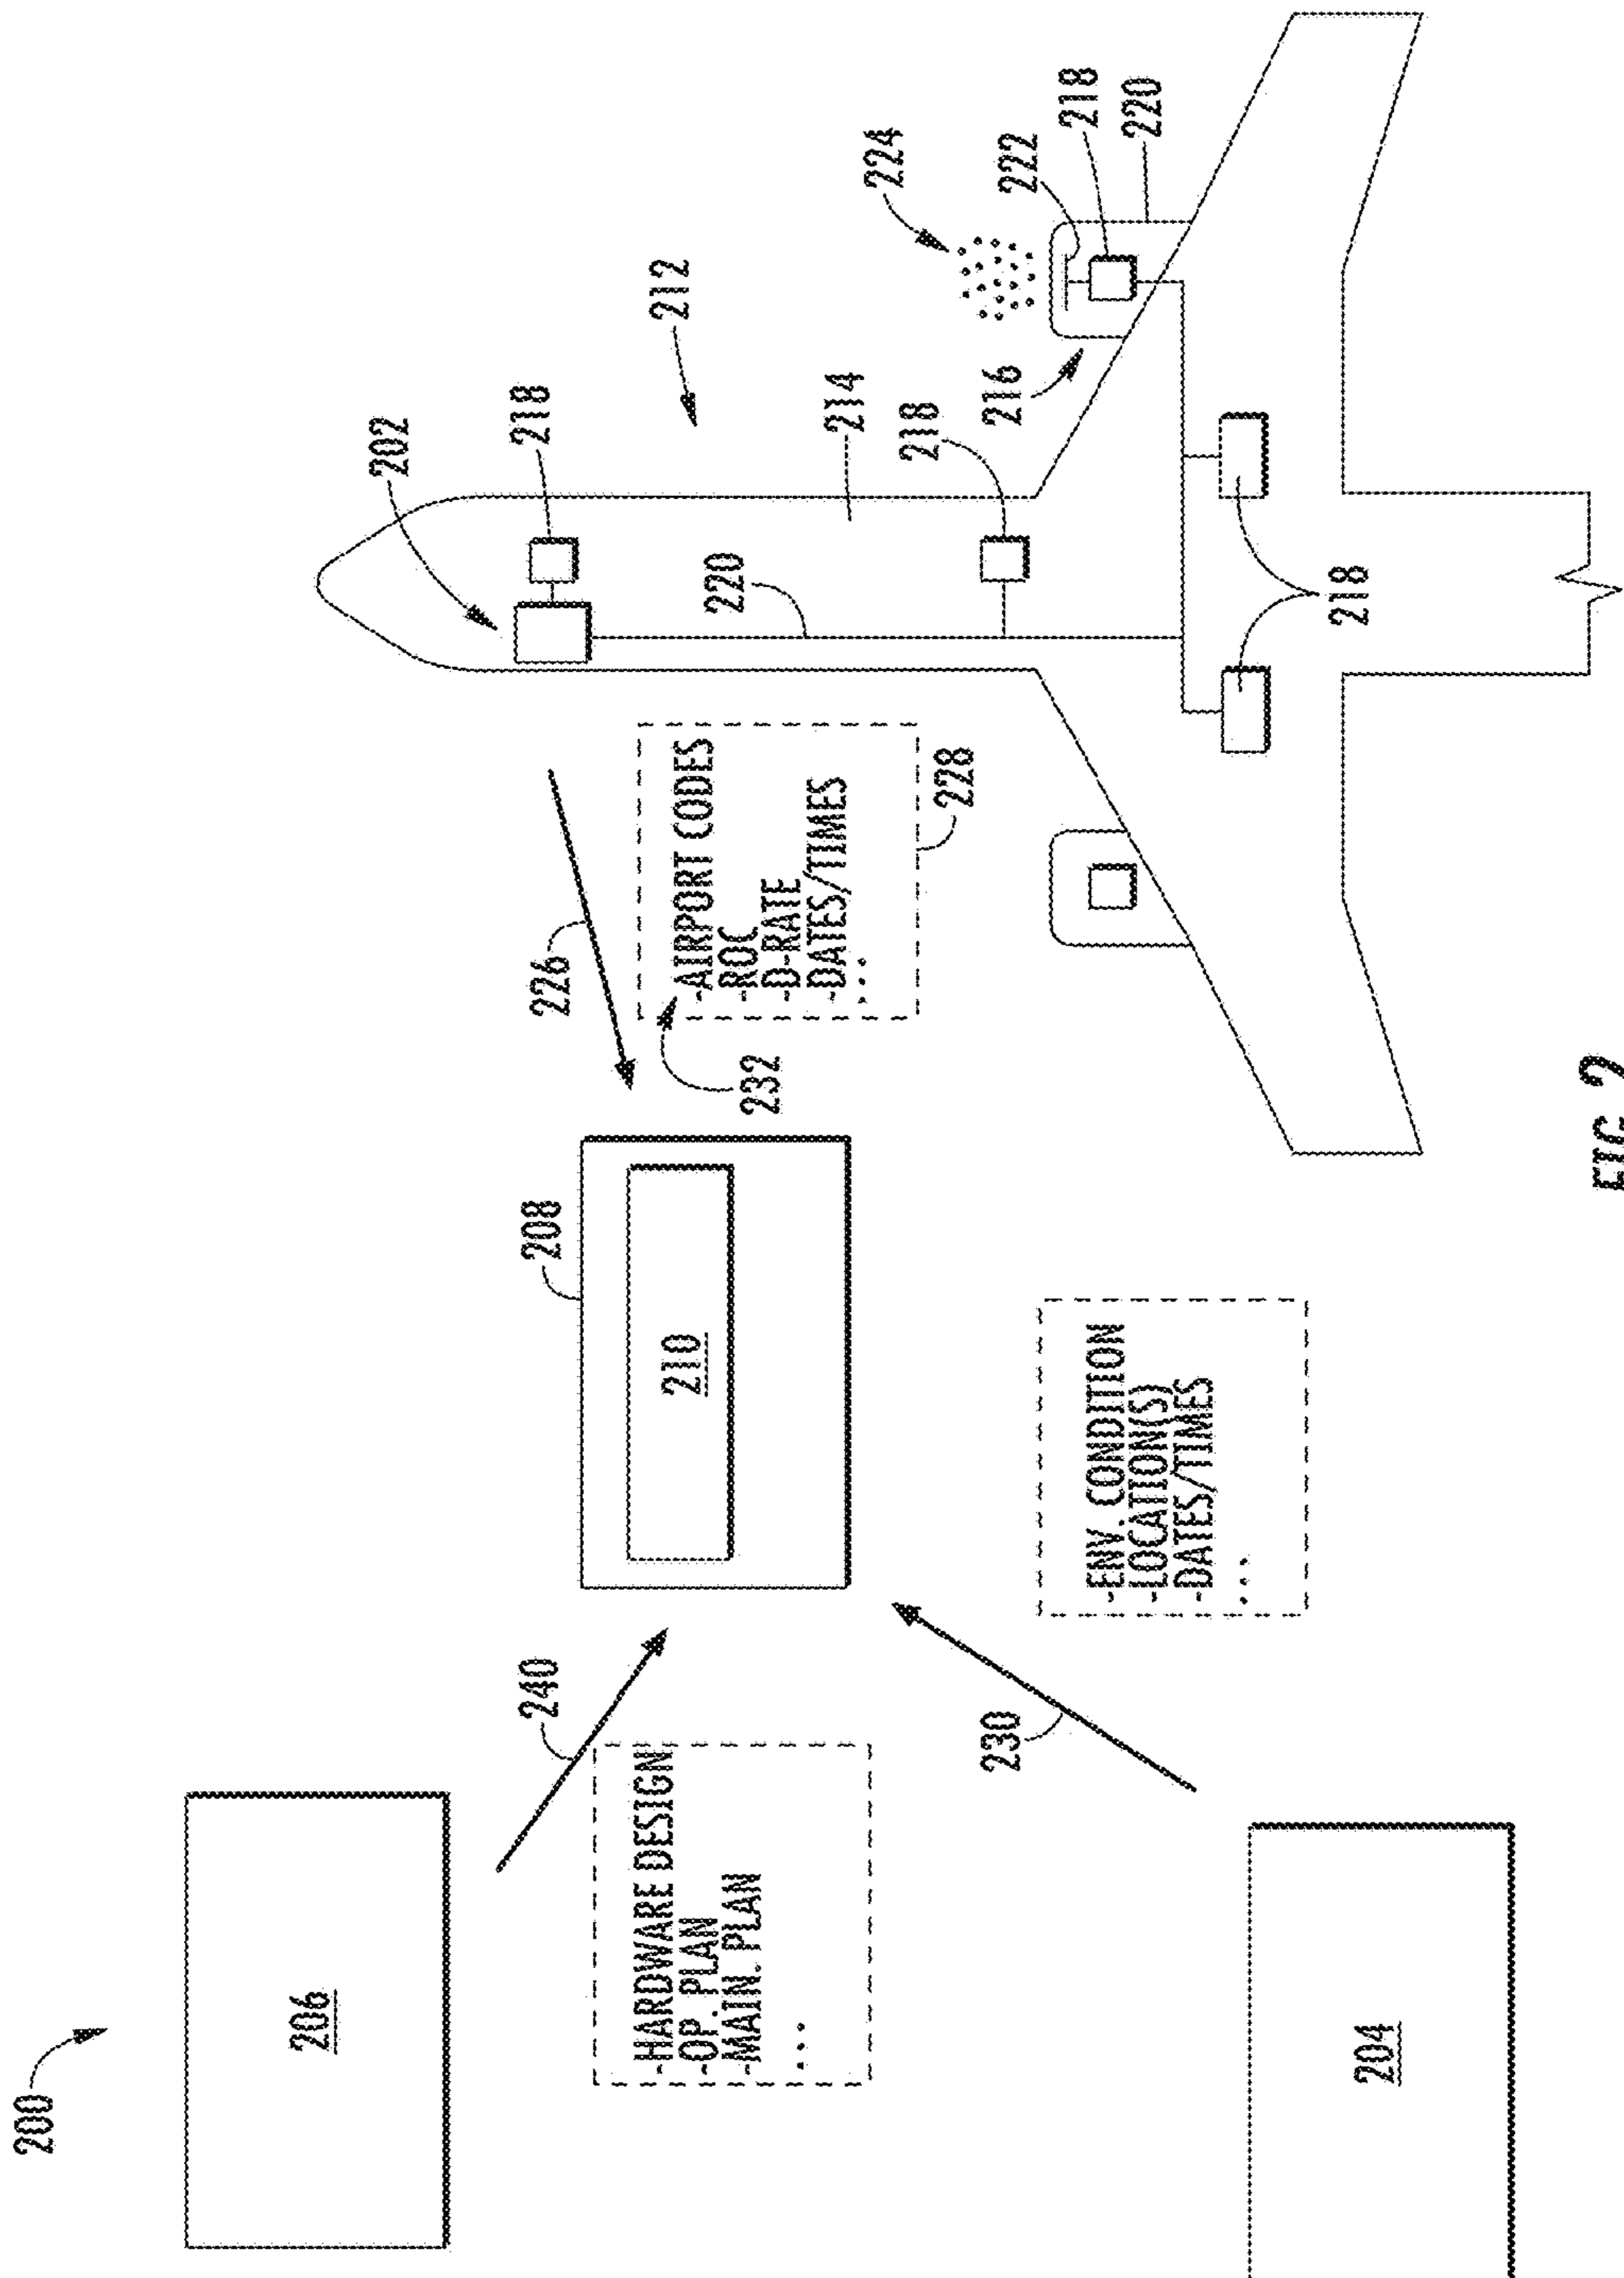 200
206
240
-HARDWARE DESIGN
-OP. PLAN
-MAIN. PLAN
...
204
230
-ENV. CONDITION
-LOCATION(S)
-DATES/TIMES
...
208
210
226
232
-AIRPORT CODES
-ROC
-D-RATE
-DATES/TIMES
...
228
202
218
212
214
220
218
216
224
222
218
220
218
FIG. 2